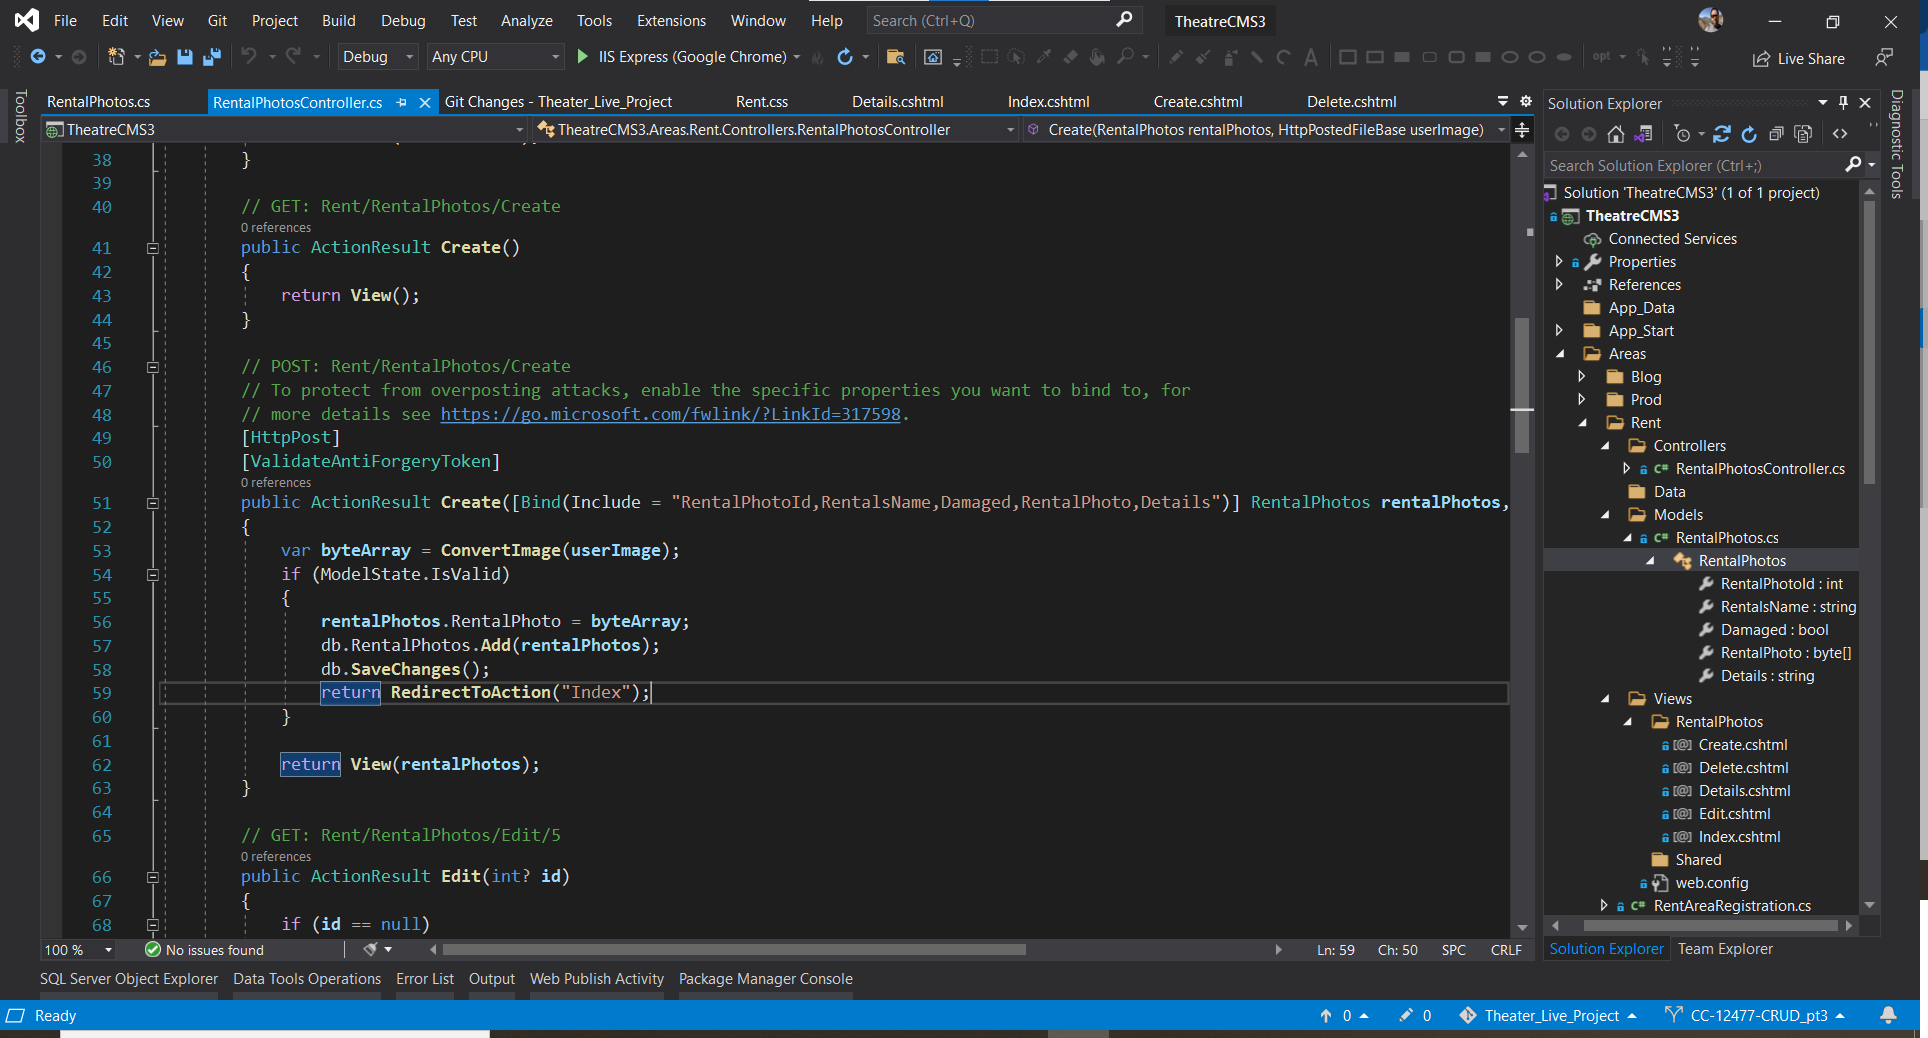 File Edit View Git Project Build Debug Test Analyze Tools Extensions Window Help Search (Ctrl+Q) TheatreCMS3
Debug Any CPU IIS Express (Google Chrome) opt Live Share
Toolbox
RentalPhotos.cs RentalPhotosController.cs Git Changes - Theater_Live_Project Rent.css Details.cshtml Index.cshtml Create.cshtml Delete.cshtml
TheatreCMS3 TheatreCMS3.Areas.Rent.Controllers.RentalPhotosController Create(RentalPhotos rentalPhotos, HttpPostedFileBase userImage)
38 }
39
40 // GET: Rent/RentalPhotos/Create
0 references
41 public ActionResult Create()
42 {
43 return View();
44 }
45
46 // POST: Rent/RentalPhotos/Create
47 // To protect from overposting attacks, enable the specific properties you want to bind to, for
48 // more details see https://go.microsoft.com/fwlink/?LinkId=317598.
49 [HttpPost]
50 [ValidateAntiForgeryToken]
0 references
51 public ActionResult Create([Bind(Include = "RentalPhotoId,RentalsName,Damaged,RentalPhoto,Details")] RentalPhotos rentalPhotos,
52 {
53 var byteArray = ConvertImage(userImage);
54 if (ModelState.IsValid)
55 {
56 rentalPhotos.RentalPhoto = byteArray;
57 db.RentalPhotos.Add(rentalPhotos);
58 db.SaveChanges();
59 return RedirectToAction("Index");
60 }
61
62 return View(rentalPhotos);
63 }
64
65 // GET: Rent/RentalPhotos/Edit/5
0 references
66 public ActionResult Edit(int? id)
67 {
68 if (id == null)
100 % No issues found Ln: 59 Ch: 50 SPC CRLF
Solution Explorer
Search Solution Explorer (Ctrl+;)
Solution 'TheatreCMS3' (1 of 1 project)
TheatreCMS3
Connected Services
Properties
References
App_Data
App_Start
Areas
Blog
Prod
Rent
Controllers
C# RentalPhotosController.cs
Data
Models
C# RentalPhotos.cs
RentalPhotos
RentalPhotoId : int
RentalsName : string
Damaged : bool
RentalPhoto : byte[]
Details : string
Views
RentalPhotos
[@] Create.cshtml
[@] Delete.cshtml
[@] Details.cshtml
[@] Edit.cshtml
[@] Index.cshtml
Shared
web.config
C# RentAreaRegistration.cs
Solution Explorer Team Explorer
Diagnostic Tools
SQL Server Object Explorer Data Tools Operations Error List Output Web Publish Activity Package Manager Console
Ready 0 0 Theater_Live_Project CC-12477-CRUD_pt3